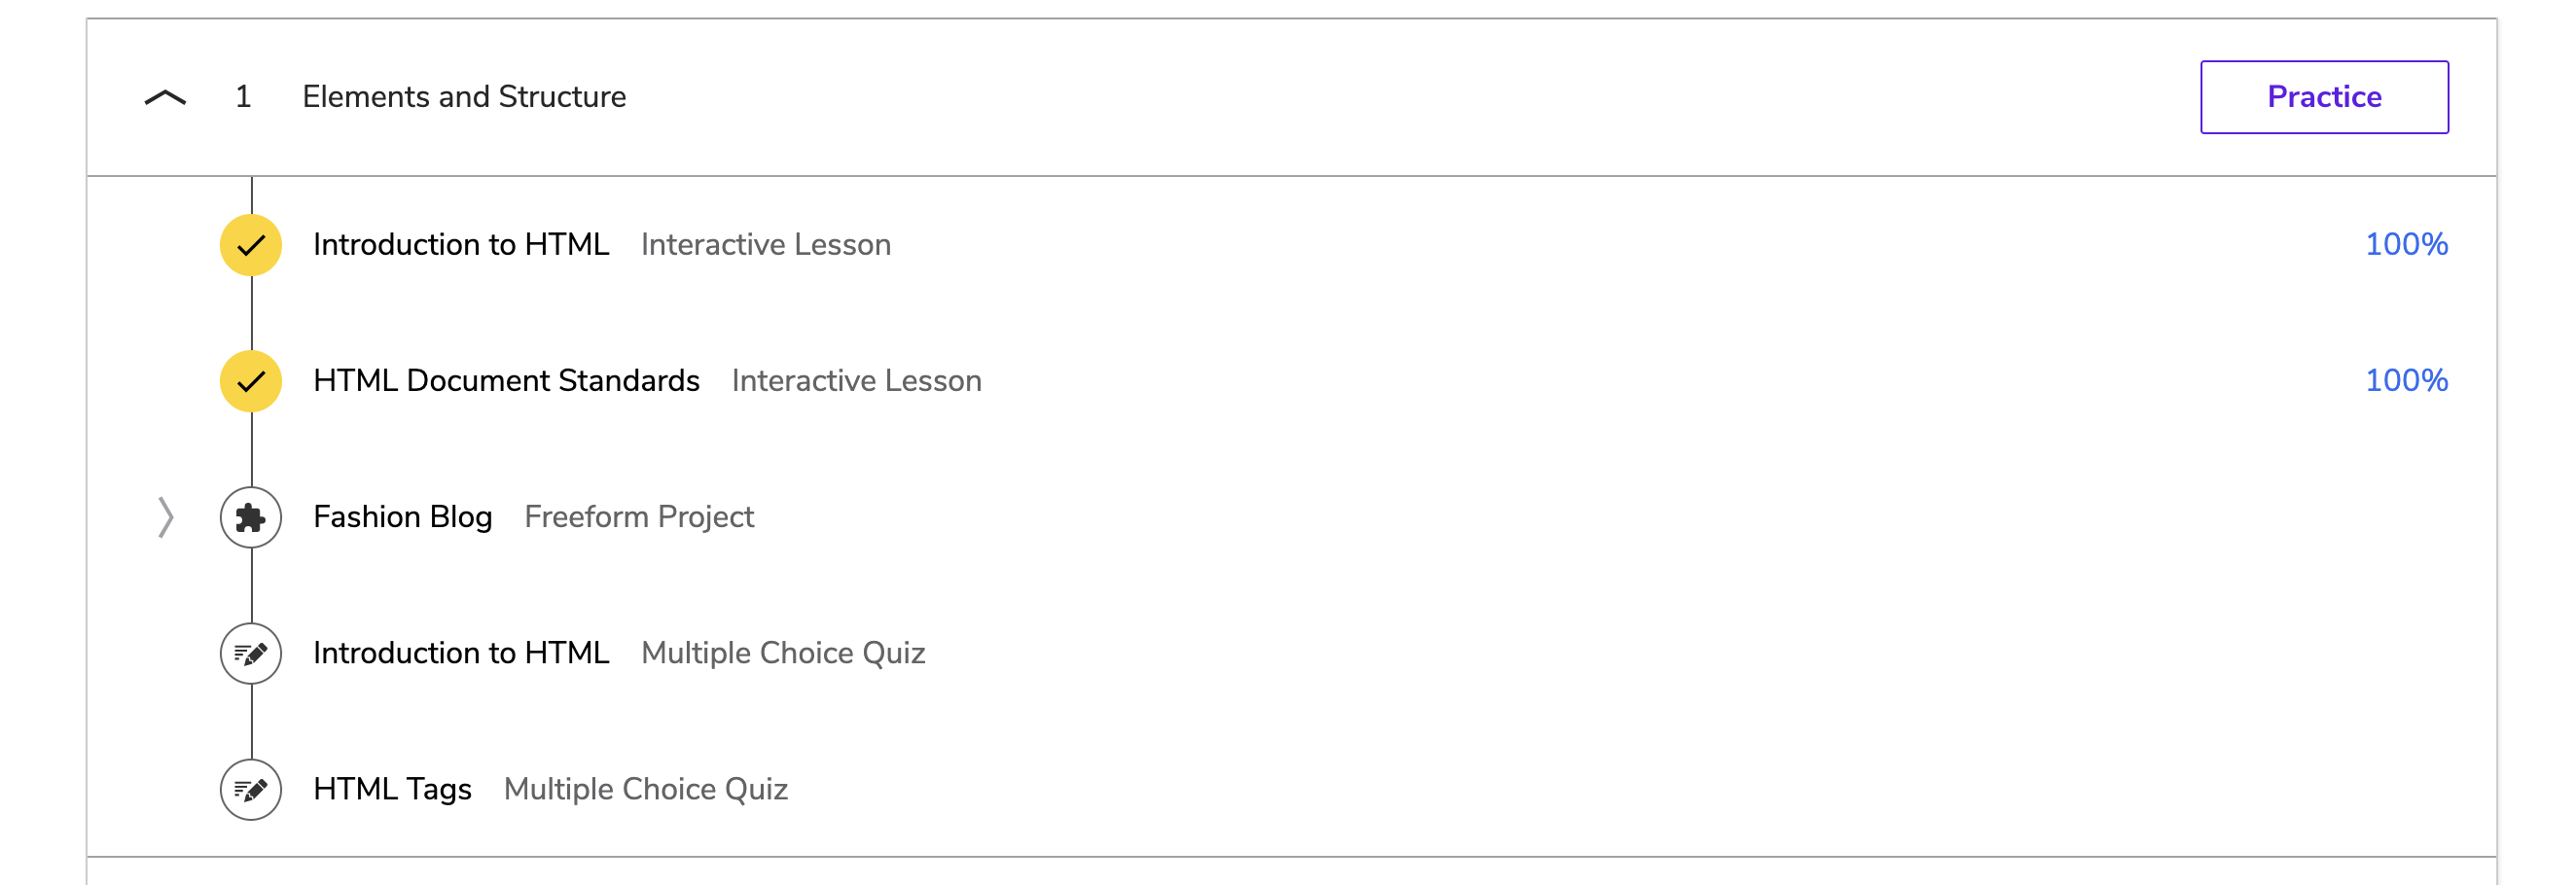 1 Elements and Structure Practice
Introduction to HTML Interactive Lesson 100%
HTML Document Standards Interactive Lesson 100%
Fashion Blog Freeform Project
Introduction to HTML Multiple Choice Quiz
HTML Tags Multiple Choice Quiz